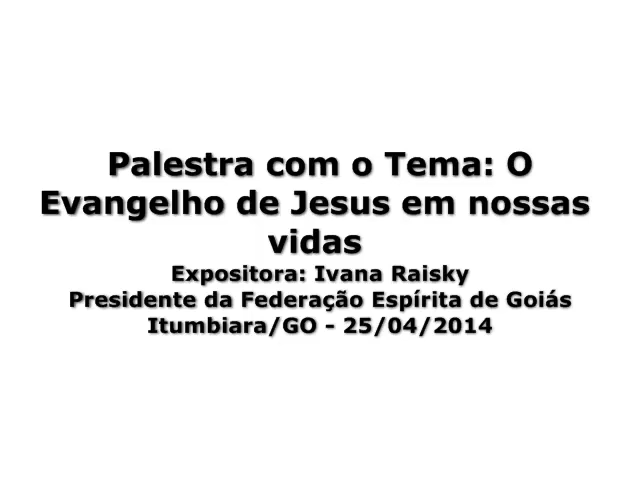 Palestra com o Tema: O
Evangelho de Jesus em nossas
vidas
Expositora: Ivana Raisky
Presidente da Federação Espírita de Goiás
Itumbiara/GO - 25/04/2014